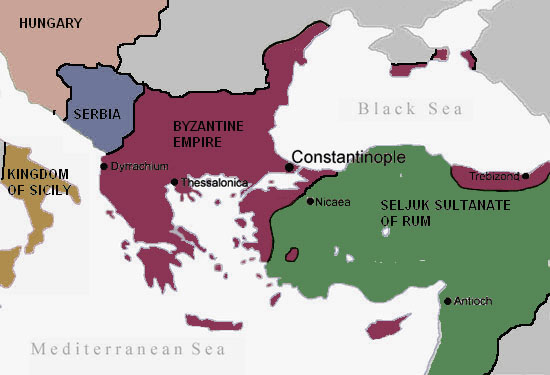 HUNGARY
SERBIA
BYZANTINE
EMPIRE
Black Sea
KINGDOM
OF SICILY
Dyrrachium
Thessalonica
Constantinople
Nicaea
Trebizond
SELJUK SULTANATE
OF RUM
Antioch
Mediterranean Sea